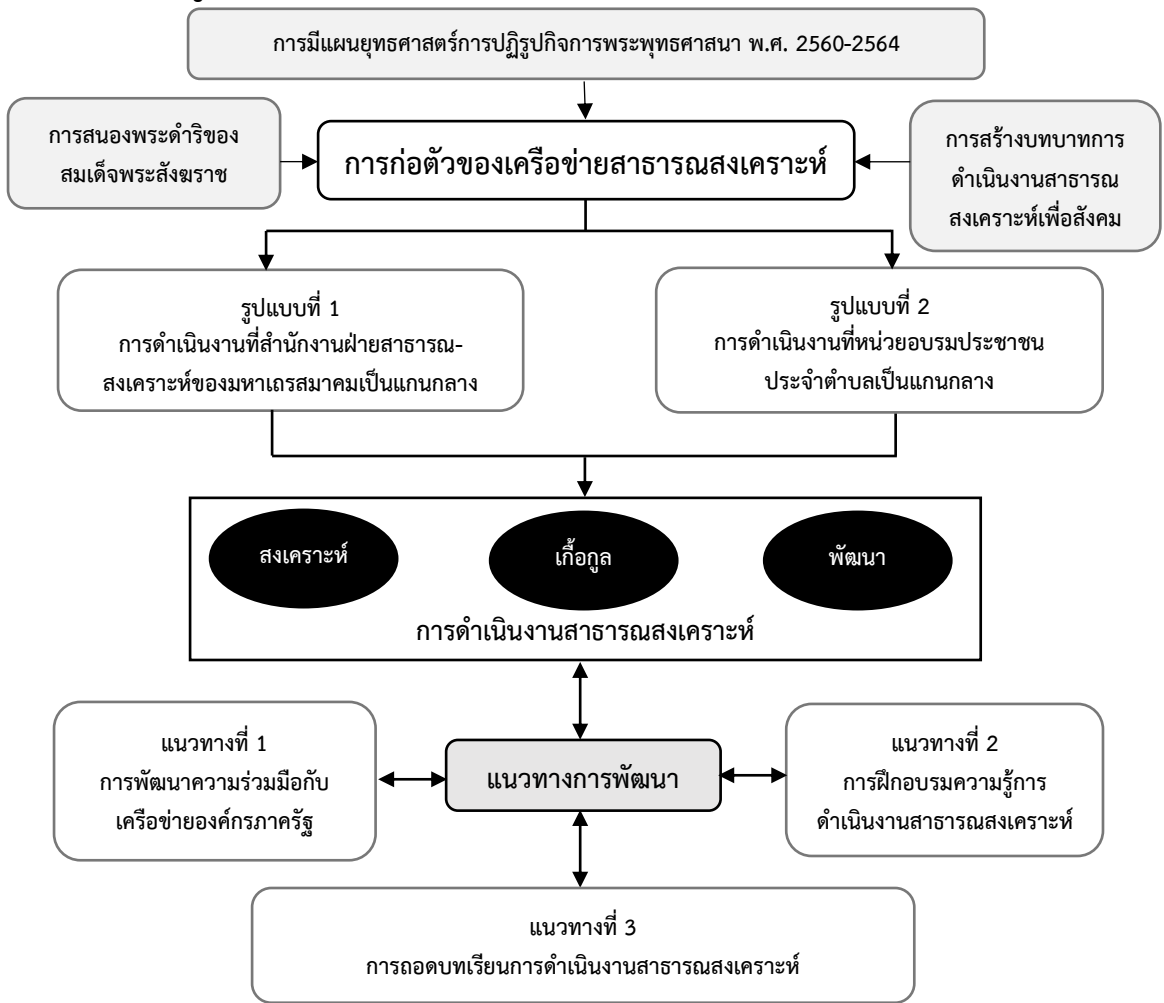 การมีแผนยุทธศาสตร์การปฏิรูปกิจการพระพุทธศาสนา พ.ศ. 2560-2564
การสนองพระดำริของ
สมเด็จพระสังฆราช
การก่อตัวของเครือข่ายสาธารณสงเคราะห์
การสร้างบทบาทการ
ดำเนินงานสาธารณ
สงเคราะห์เพื่อสังคม
รูปแบบที่ 1
การดำเนินงานที่สำนักงานฝ่ายสาธารณ-
สงเคราะห์ของมหาเถรสมาคมเป็นแกนกลาง
รูปแบบที่ 2
การดำเนินงานที่หน่วยอบรมประชาชน
ประจำตำบลเป็นแกนกลาง
สงเคราะห์
เกื้อกูล
พัฒนา
การดำเนินงานสาธารณสงเคราะห์
แนวทางที่ 1
การพัฒนาความร่วมมือกับ
เครือข่ายองค์กรภาครัฐ
แนวทางการพัฒนา
แนวทางที่ 2
การฝึกอบรมความรู้การ
ดำเนินงานสาธารณสงเคราะห์
แนวทางที่ 3
การถอดบทเรียนการดำเนินงานสาธารณสงเคราะห์